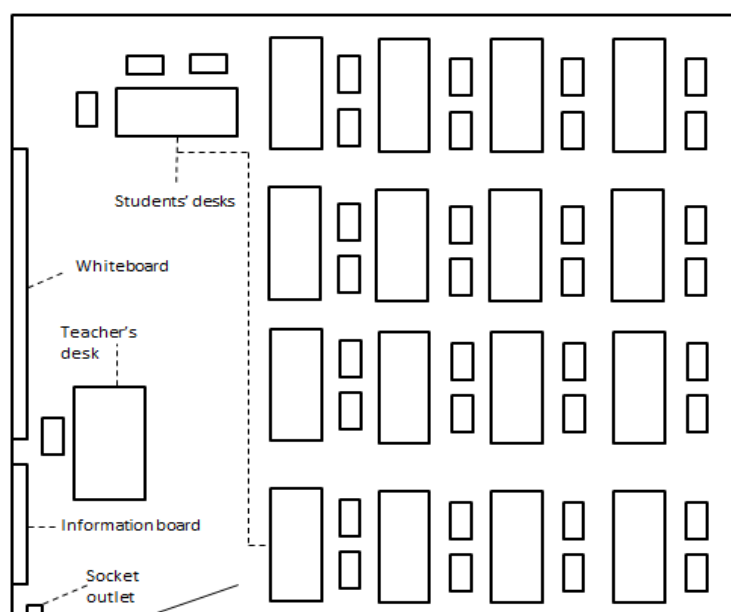 Students' desks
Whiteboard
Teacher's
desk
Information board
Socket
outlet